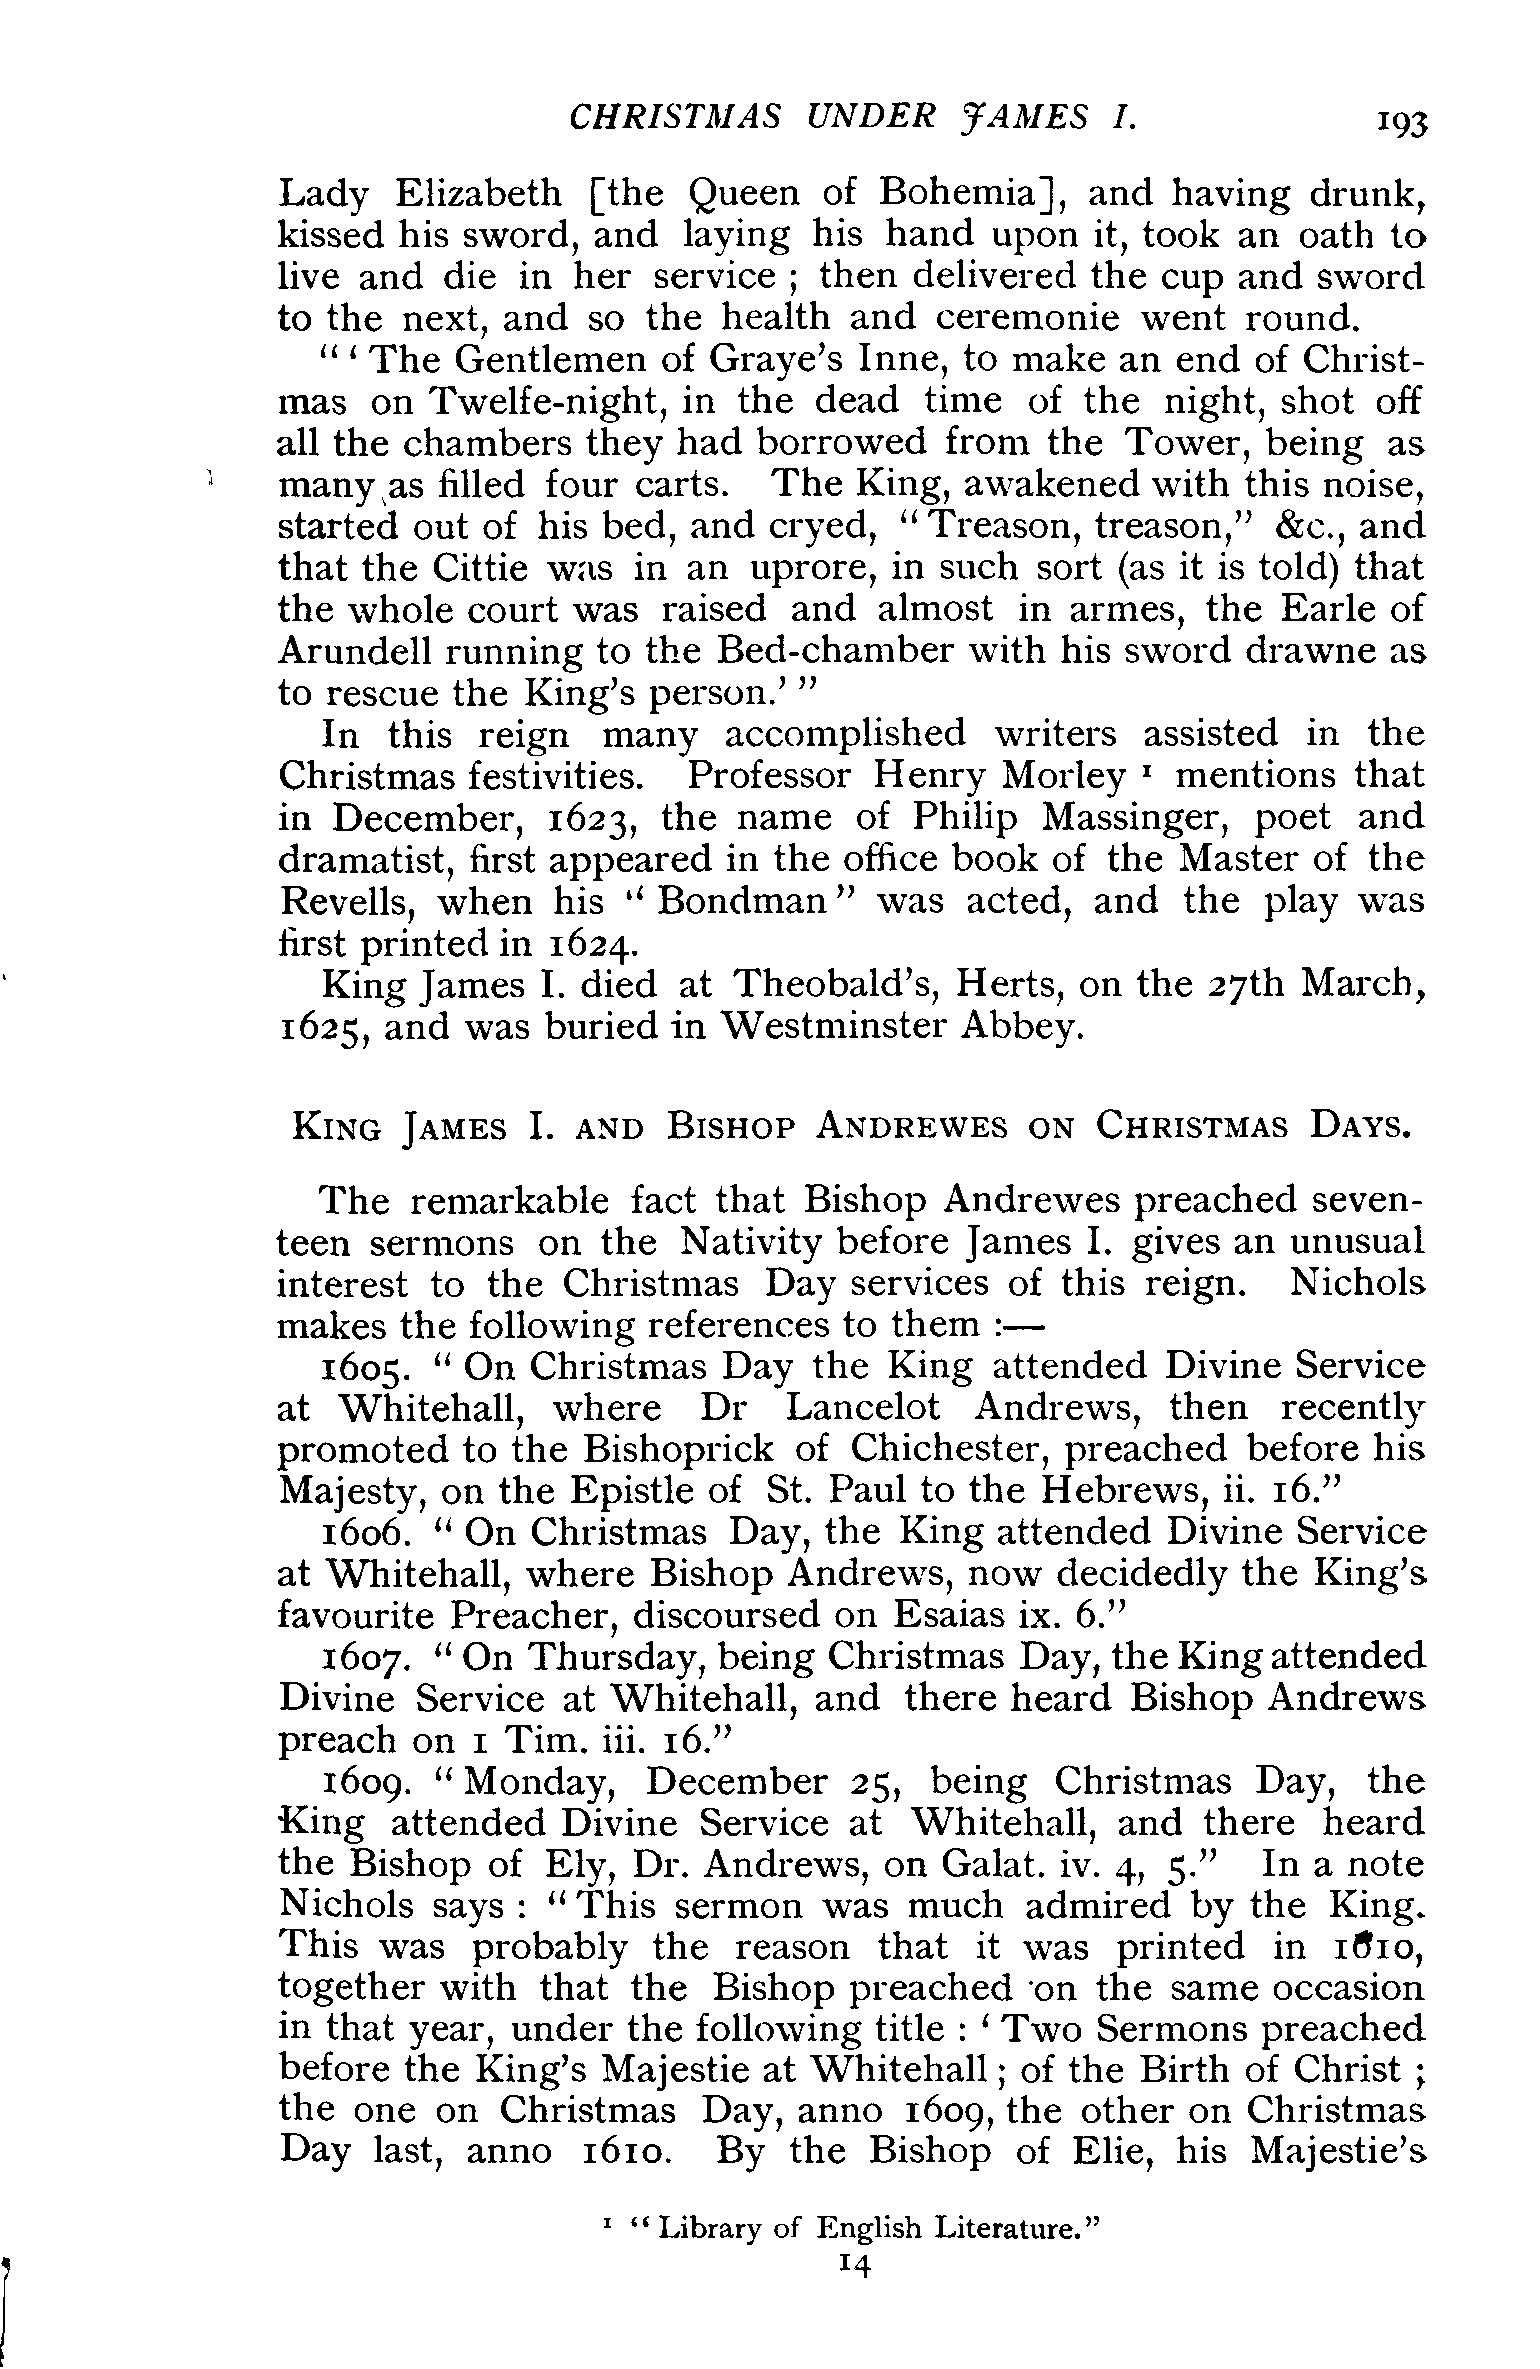 CHRISTMAS UNDER JAMES I. 193
Lady Elizabeth [the Queen of Bohemia], and having drunk,
kissed his sword, and laying his hand upon it, took an oath to
live and die in her service ; then delivered the cup and sword
to the next, and so the health and ceremonie went round.
“ ‘ The Gentlemen of Graye’s Inne, to make an end of Christ-
mas on Twelfe-night, in the dead time of the night, shot off
all the chambers they had borrowed from the Tower, being as
many as filled four carts. The King, awakened with this noise,
started out of his bed, and cryed, “ Treason, treason,” &c., and
that the Cittie was in an uprore, in such sort (as it is told) that
the whole court was raised and almost in armes, the Earle of
Arundell running to the Bed-chamber with his sword drawne as
to rescue the King’s person.’ ”
In this reign many accomplished writers assisted in the
Christmas festivities. Professor Henry Morley ¹ mentions that
in December, 1623, the name of Philip Massinger, poet and
dramatist, first appeared in the office book of the Master of the
Revells, when his “ Bondman ” was acted, and the play was
first printed in 1624.
King James I. died at Theobald’s, Herts, on the 27th March,
1625, and was buried in Westminster Abbey.
KING JAMES I. AND BISHOP ANDREWES ON CHRISTMAS DAYS.
The remarkable fact that Bishop Andrewes preached seven-
teen sermons on the Nativity before James I. gives an unusual
interest to the Christmas Day services of this reign. Nichols
makes the following references to them :—
1605. “ On Christmas Day the King attended Divine Service
at Whitehall, where Dr Lancelot Andrews, then recently
promoted to the Bishoprick of Chichester, preached before his
Majesty, on the Epistle of St. Paul to the Hebrews, ii. 16.”
1606. “ On Christmas Day, the King attended Divine Service
at Whitehall, where Bishop Andrews, now decidedly the King’s
favourite Preacher, discoursed on Esaias ix. 6.”
1607. “ On Thursday, being Christmas Day, the King attended
Divine Service at Whitehall, and there heard Bishop Andrews
preach on 1 Tim. iii. 16.”
1609. “ Monday, December 25, being Christmas Day, the
King attended Divine Service at Whitehall, and there heard
the Bishop of Ely, Dr. Andrews, on Galat. iv. 4, 5.” In a note
Nichols says : “ This sermon was much admired by the King.
This was probably the reason that it was printed in 1610,
together with that the Bishop preached on the same occasion
in that year, under the following title : ‘ Two Sermons preached
before the King’s Majestie at Whitehall ; of the Birth of Christ ;
the one on Christmas Day, anno 1609, the other on Christmas
Day last, anno 1610. By the Bishop of Elie, his Majestie’s
¹ “ Library of English Literature.”
14